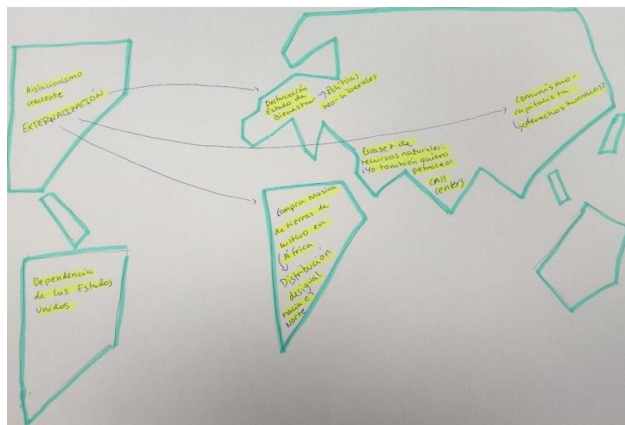 Aislacionismo
creciente
EXTERNALIZACIÓN
Dependencia
de los Estados
Unidos
Destrucción
Estado de
Bienestar
→ Políticas
neoliberales
Escasez de
recursos naturales:
¡Yo también quiero
petróleo!
Call
centers
Compra masiva
de tierras de
cultivo en
África
Distribución
desigual
hacia el
Norte
Comunismo-
capitalista
¿derechos humanos?